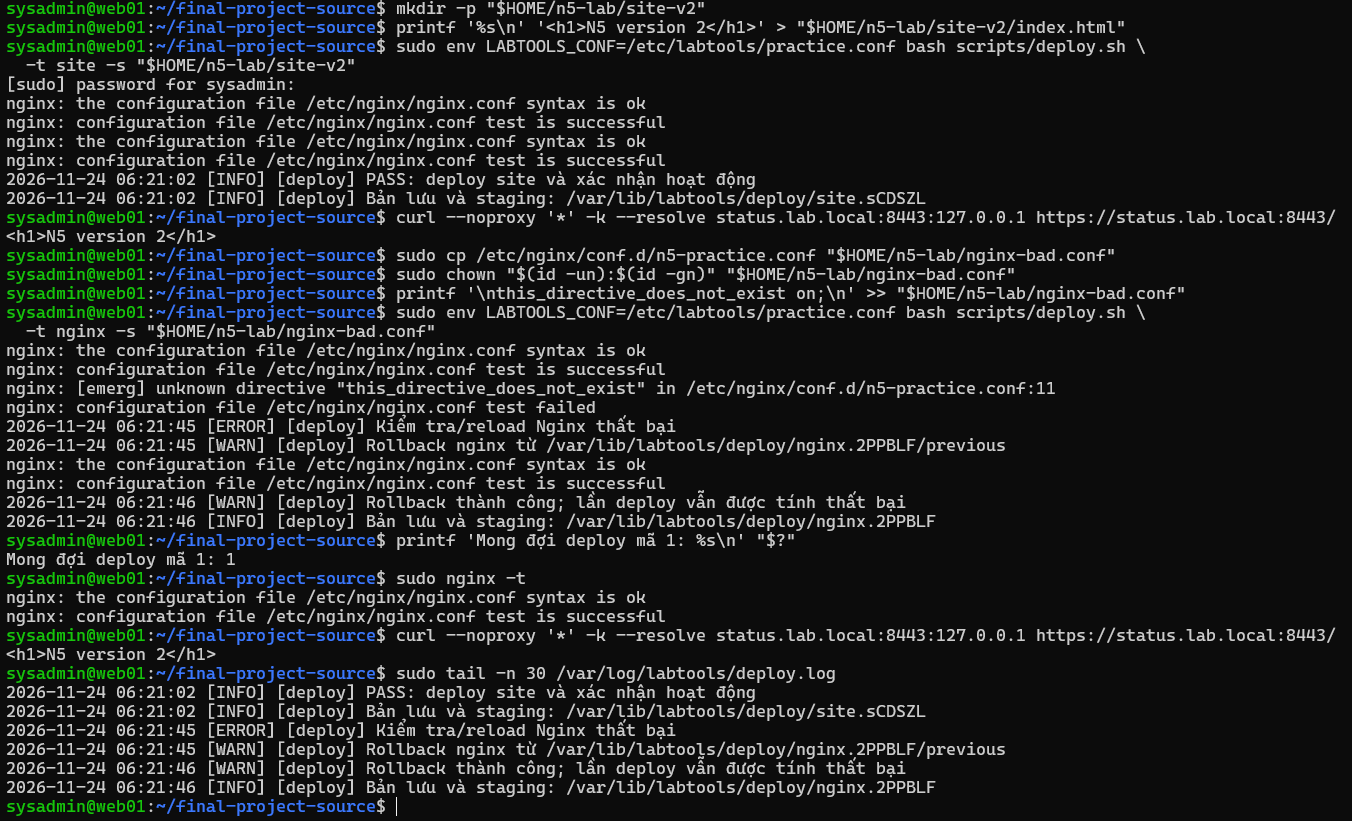 sysadmin@web01:~/final-project-source$ mkdir -p "$HOME/n5-lab/site-v2"
sysadmin@web01:~/final-project-source$ printf '%s\n' '<h1>N5 version 2</h1>' > "$HOME/n5-lab/site-v2/index.html"
sysadmin@web01:~/final-project-source$ sudo env LABTOOLS_CONF=/etc/labtools/practice.conf bash scripts/deploy.sh \
  -t site -s "$HOME/n5-lab/site-v2"
[sudo] password for sysadmin:
nginx: the configuration file /etc/nginx/nginx.conf syntax is ok
nginx: configuration file /etc/nginx/nginx.conf test is successful
nginx: the configuration file /etc/nginx/nginx.conf syntax is ok
nginx: configuration file /etc/nginx/nginx.conf test is successful
2026-11-24 06:21:02 [INFO] [deploy] PASS: deploy site và xác nhận hoạt động
2026-11-24 06:21:02 [INFO] [deploy] Bản lưu và staging: /var/lib/labtools/deploy/site.sCDSZL
sysadmin@web01:~/final-project-source$ curl --noproxy '*' -k --resolve status.lab.local:8443:127.0.0.1 https://status.lab.local:8443/
<h1>N5 version 2</h1>
sysadmin@web01:~/final-project-source$ sudo cp /etc/nginx/conf.d/n5-practice.conf "$HOME/n5-lab/nginx-bad.conf"
sysadmin@web01:~/final-project-source$ sudo chown "$(id -un):$(id -gn)" "$HOME/n5-lab/nginx-bad.conf"
sysadmin@web01:~/final-project-source$ printf '\nthis_directive_does_not_exist on;\n' >> "$HOME/n5-lab/nginx-bad.conf"
sysadmin@web01:~/final-project-source$ sudo env LABTOOLS_CONF=/etc/labtools/practice.conf bash scripts/deploy.sh \
  -t nginx -s "$HOME/n5-lab/nginx-bad.conf"
nginx: the configuration file /etc/nginx/nginx.conf syntax is ok
nginx: configuration file /etc/nginx/nginx.conf test is successful
nginx: [emerg] unknown directive "this_directive_does_not_exist" in /etc/nginx/conf.d/n5-practice.conf:11
nginx: configuration file /etc/nginx/nginx.conf test failed
2026-11-24 06:21:45 [ERROR] [deploy] Kiểm tra/reload Nginx thất bại
2026-11-24 06:21:45 [WARN] [deploy] Rollback nginx từ /var/lib/labtools/deploy/nginx.2PPBLF/previous
nginx: the configuration file /etc/nginx/nginx.conf syntax is ok
nginx: configuration file /etc/nginx/nginx.conf test is successful
2026-11-24 06:21:46 [WARN] [deploy] Rollback thành công; lần deploy vẫn được tính thất bại
2026-11-24 06:21:46 [INFO] [deploy] Bản lưu và staging: /var/lib/labtools/deploy/nginx.2PPBLF
sysadmin@web01:~/final-project-source$ printf 'Mong đợi deploy mã 1: %s\n' "$?"
Mong đợi deploy mã 1: 1
sysadmin@web01:~/final-project-source$ sudo nginx -t
nginx: the configuration file /etc/nginx/nginx.conf syntax is ok
nginx: configuration file /etc/nginx/nginx.conf test is successful
sysadmin@web01:~/final-project-source$ curl --noproxy '*' -k --resolve status.lab.local:8443:127.0.0.1 https://status.lab.local:8443/
<h1>N5 version 2</h1>
sysadmin@web01:~/final-project-source$ sudo tail -n 30 /var/log/labtools/deploy.log
2026-11-24 06:21:02 [INFO] [deploy] PASS: deploy site và xác nhận hoạt động
2026-11-24 06:21:02 [INFO] [deploy] Bản lưu và staging: /var/lib/labtools/deploy/site.sCDSZL
2026-11-24 06:21:45 [ERROR] [deploy] Kiểm tra/reload Nginx thất bại
2026-11-24 06:21:45 [WARN] [deploy] Rollback nginx từ /var/lib/labtools/deploy/nginx.2PPBLF/previous
2026-11-24 06:21:46 [WARN] [deploy] Rollback thành công; lần deploy vẫn được tính thất bại
2026-11-24 06:21:46 [INFO] [deploy] Bản lưu và staging: /var/lib/labtools/deploy/nginx.2PPBLF
sysadmin@web01:~/final-project-source$